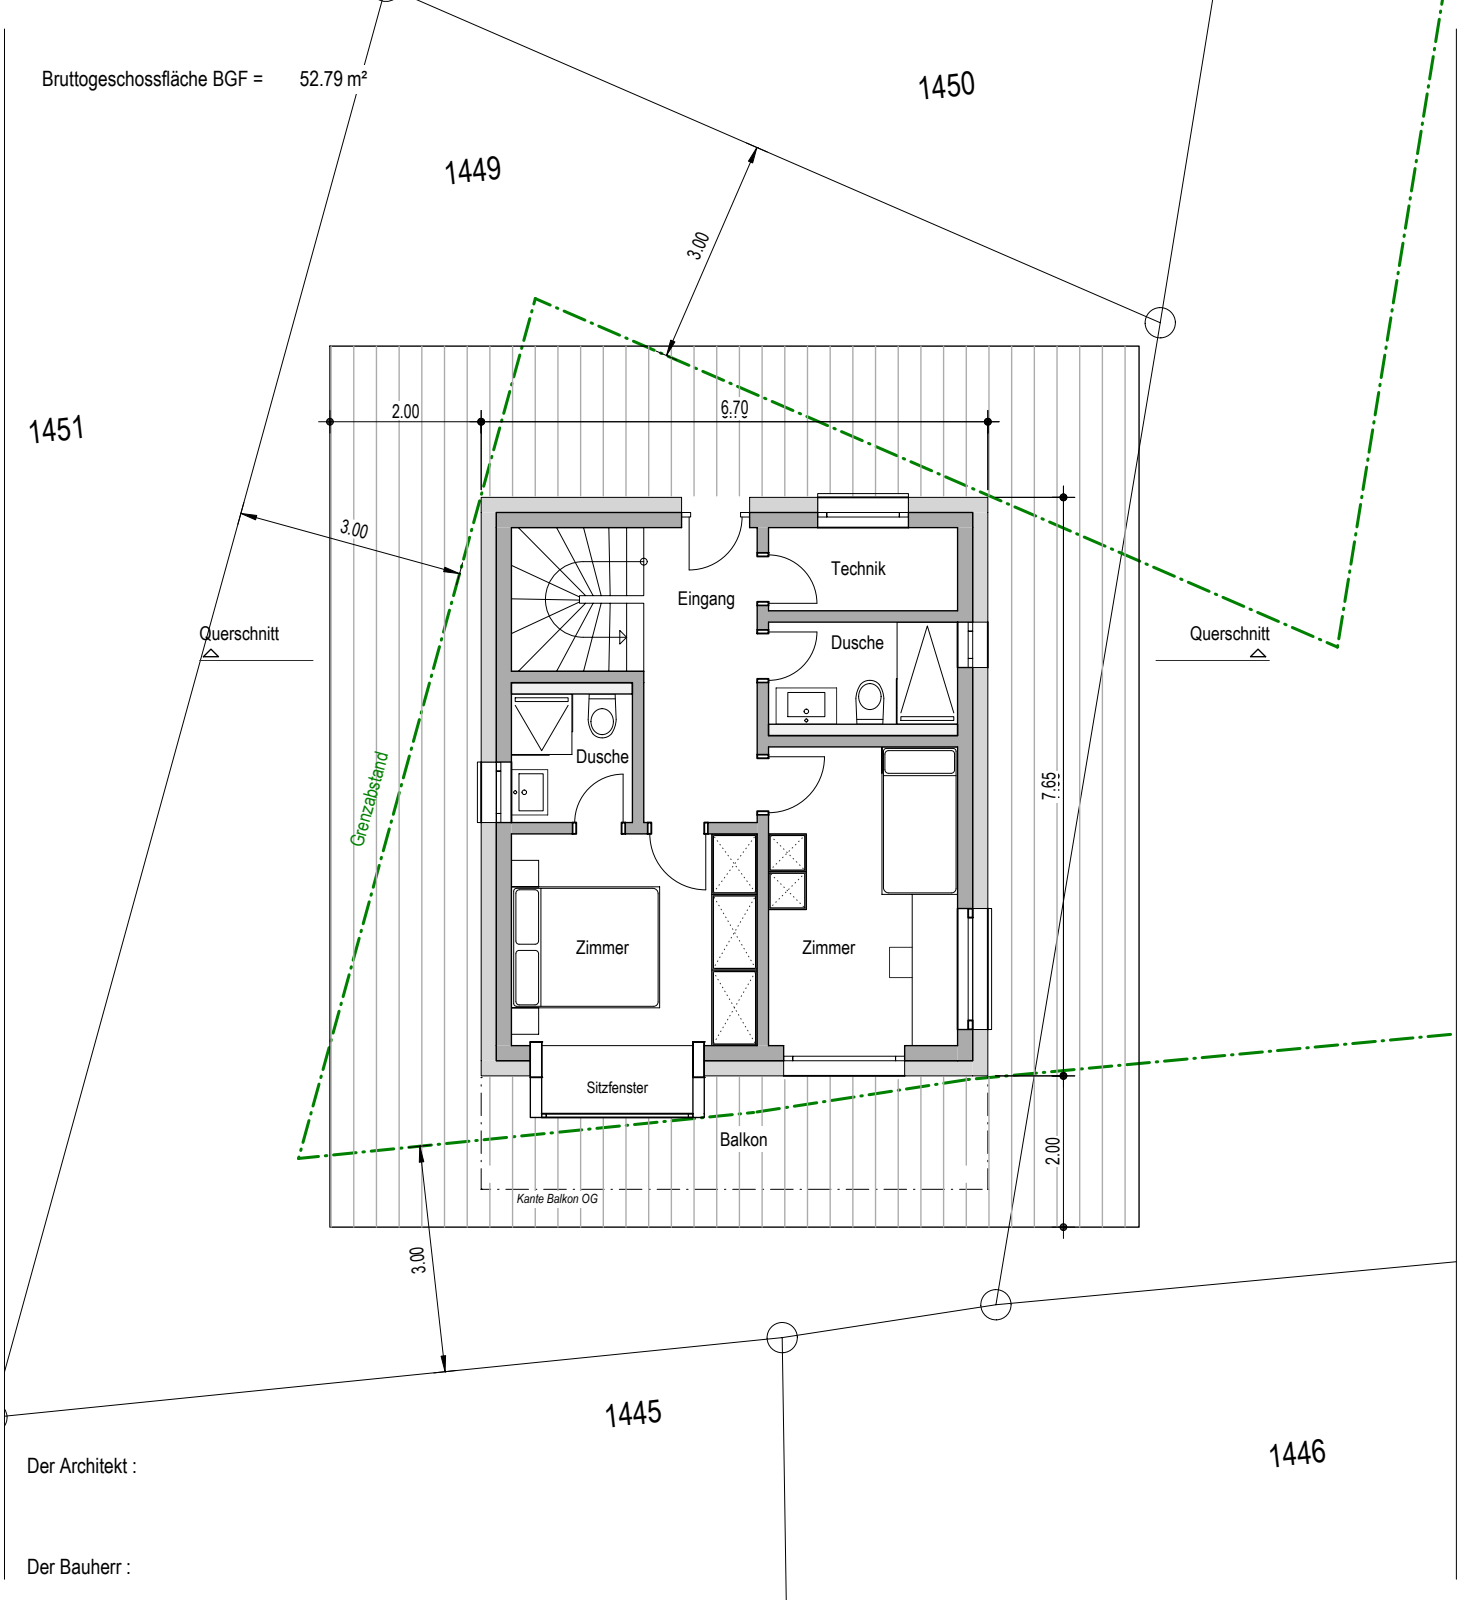 Bruttogeschossfläche BGF = 52.79 m²
1450
1449
3.00
2.00
6.70
1451
3.00
Technik
Eingang
Querschnitt
Dusche
Querschnitt
Dusche
7.65
Grenzabstand
Zimmer
Zimmer
Sitzfenster
Balkon
2.00
Kante Balkon OG
3.00
1445
1446
Der Architekt :
Der Bauherr :